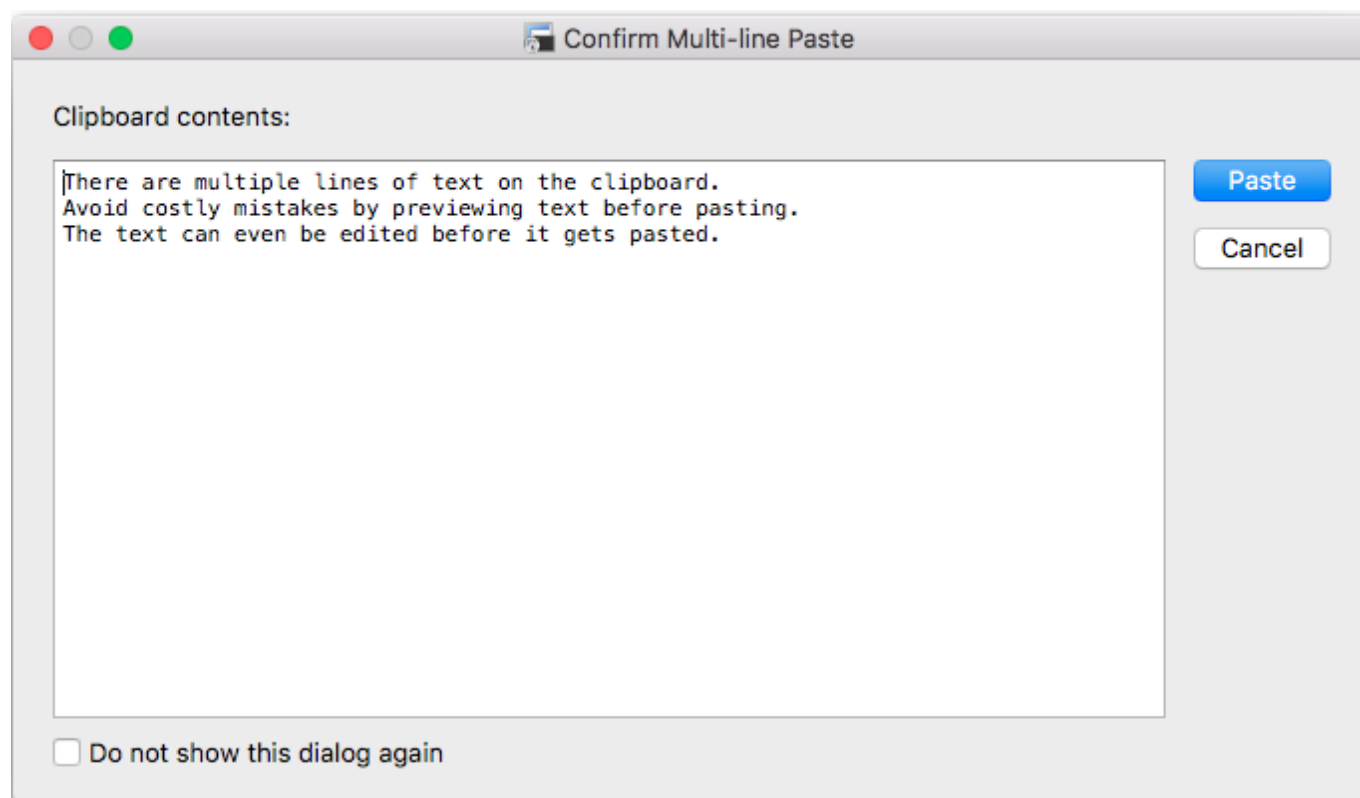 Confirm Multi-line Paste
Clipboard contents:
There are multiple lines of text on the clipboard.
Avoid costly mistakes by previewing text before pasting.
The text can even be edited before it gets pasted.
Paste
Cancel
Do not show this dialog again